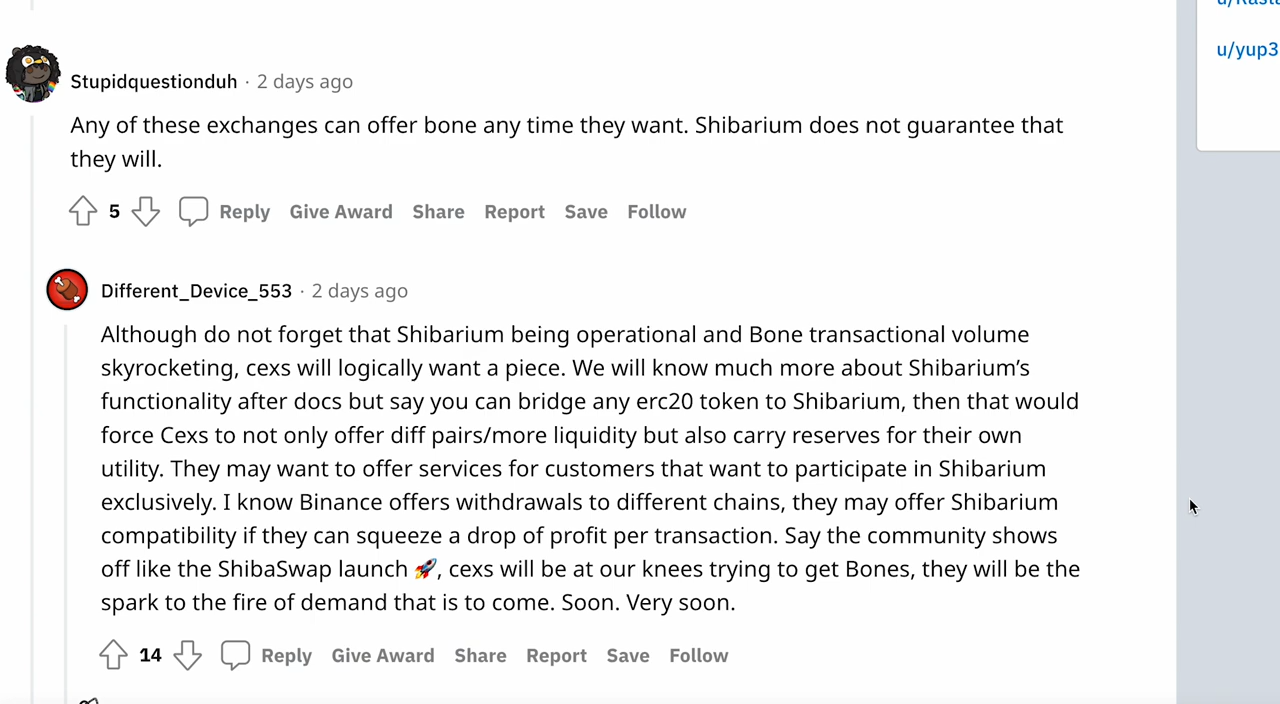 u/yup3
Stupidquestionduh · 2 days ago
Any of these exchanges can offer bone any time they want. Shibarium does not guarantee that
they will.
5 Reply Give Award Share Report Save Follow
Different_Device_553 · 2 days ago
Although do not forget that Shibarium being operational and Bone transactional volume
skyrocketing, cexs will logically want a piece. We will know much more about Shibarium’s
functionality after docs but say you can bridge any erc20 token to Shibarium, then that would
force Cexs to not only offer diff pairs/more liquidity but also carry reserves for their own
utility. They may want to offer services for customers that want to participate in Shibarium
exclusively. I know Binance offers withdrawals to different chains, they may offer Shibarium
compatibility if they can squeeze a drop of profit per transaction. Say the community shows
off like the ShibaSwap launch 🚀, cexs will be at our knees trying to get Bones, they will be the
spark to the fire of demand that is to come. Soon. Very soon.
14 Reply Give Award Share Report Save Follow